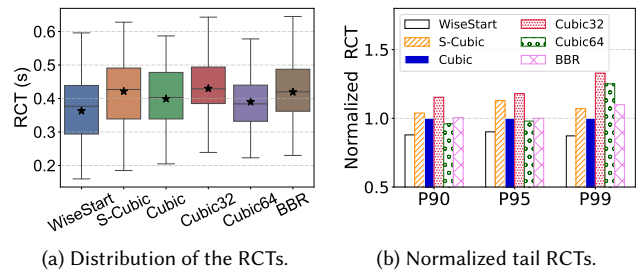 RCT (s)
0.6
0.5
0.4
0.3
0.2
WiseStart
S-Cubic
Cubic
Cubic32
Cubic64
BBR
(a) Distribution of the RCTs.
Normalized RCT
1.5
1.0
0.5
WiseStart
S-Cubic
Cubic
Cubic32
Cubic64
BBR
P90
P95
P99
(b) Normalized tail RCTs.